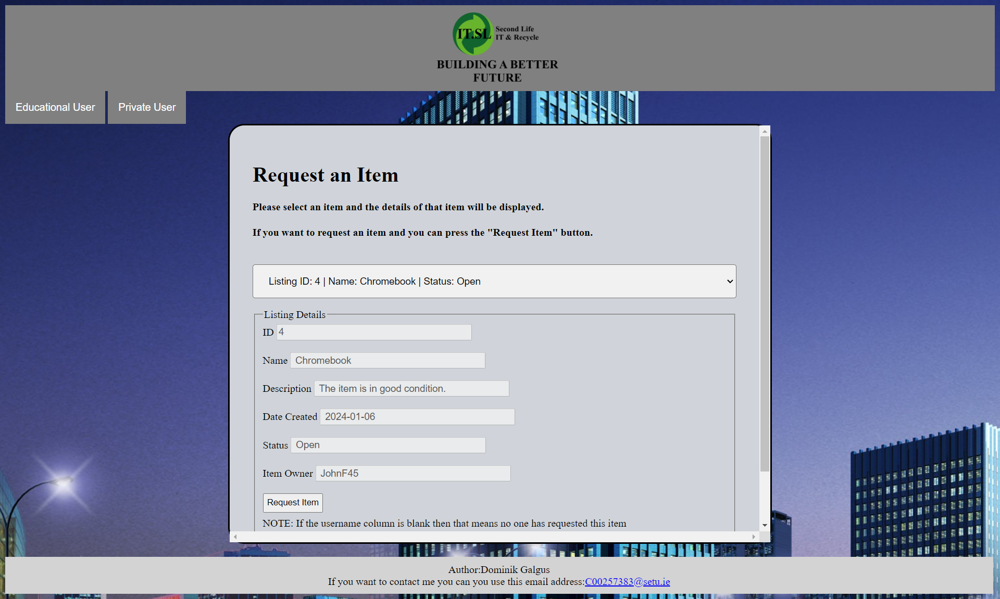 IT.SL
Second Life
IT & Recycle
BUILDING A BETTER
FUTURE
Educational User
Private User
Request an Item
Please select an item and the details of that item will be displayed.
If you want to request an item and you can press the "Request Item" button.
Listing ID: 4 | Name: Chromebook | Status: Open
Listing Details
ID 4
Name Chromebook
Description The item is in good condition.
Date Created 2024-01-06
Status Open
Item Owner JohnF45
Request Item
NOTE: If the username column is blank then that means no one has requested this item
Author:Dominik Galgus
If you want to contact me you can you use this email address:C00257383@setu.ie